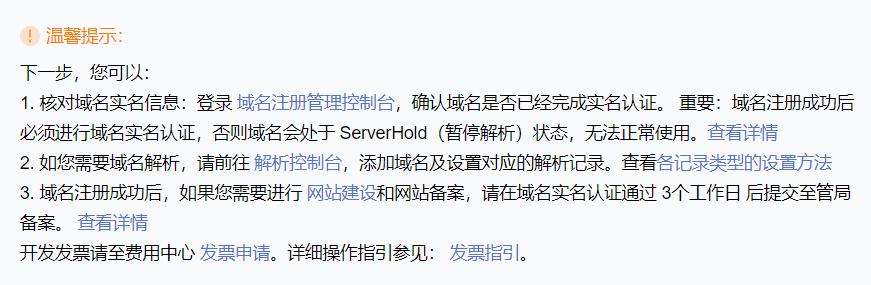 温馨提示：
下一步，您可以：
1. 核对域名实名信息：登录 域名注册管理控制台，确认域名是否已经完成实名认证。 重要：域名注册成功后
必须进行域名实名认证，否则域名会处于 ServerHold（暂停解析）状态，无法正常使用。查看详情
2. 如您需要域名解析，请前往 解析控制台，添加域名及设置对应的解析记录。查看各记录类型的设置方法
3. 域名注册成功后，如果您需要进行 网站建设和网站备案，请在域名实名认证通过 3个工作日 后提交至管局
备案。 查看详情
开发发票请至费用中心 发票申请。详细操作指引参见： 发票指引。